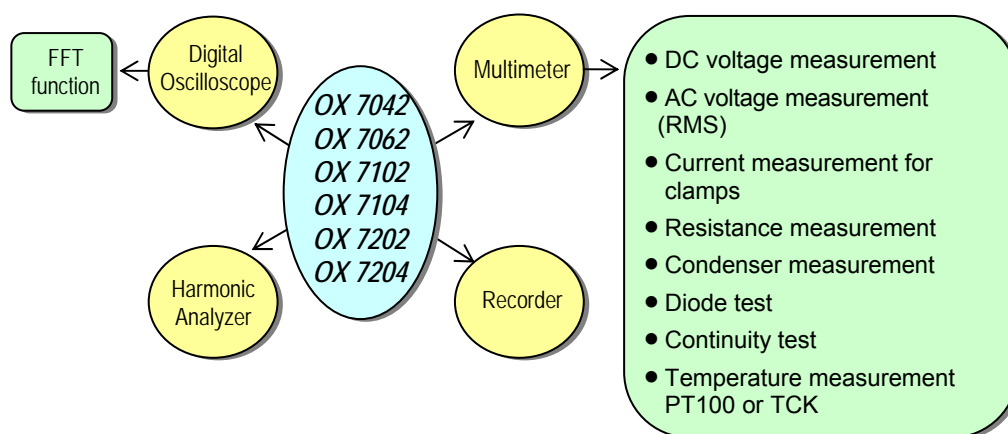 FFT
function
Digital
Oscilloscope
OX 7042
OX 7062
OX 7102
OX 7104
OX 7202
OX 7204
Harmonic
Analyzer
Multimeter
Recorder
● DC voltage measurement
● AC voltage measurement
(RMS)
● Current measurement for
clamps
● Resistance measurement
● Condenser measurement
● Diode test
● Continuity test
● Temperature measurement
PT100 or TCK